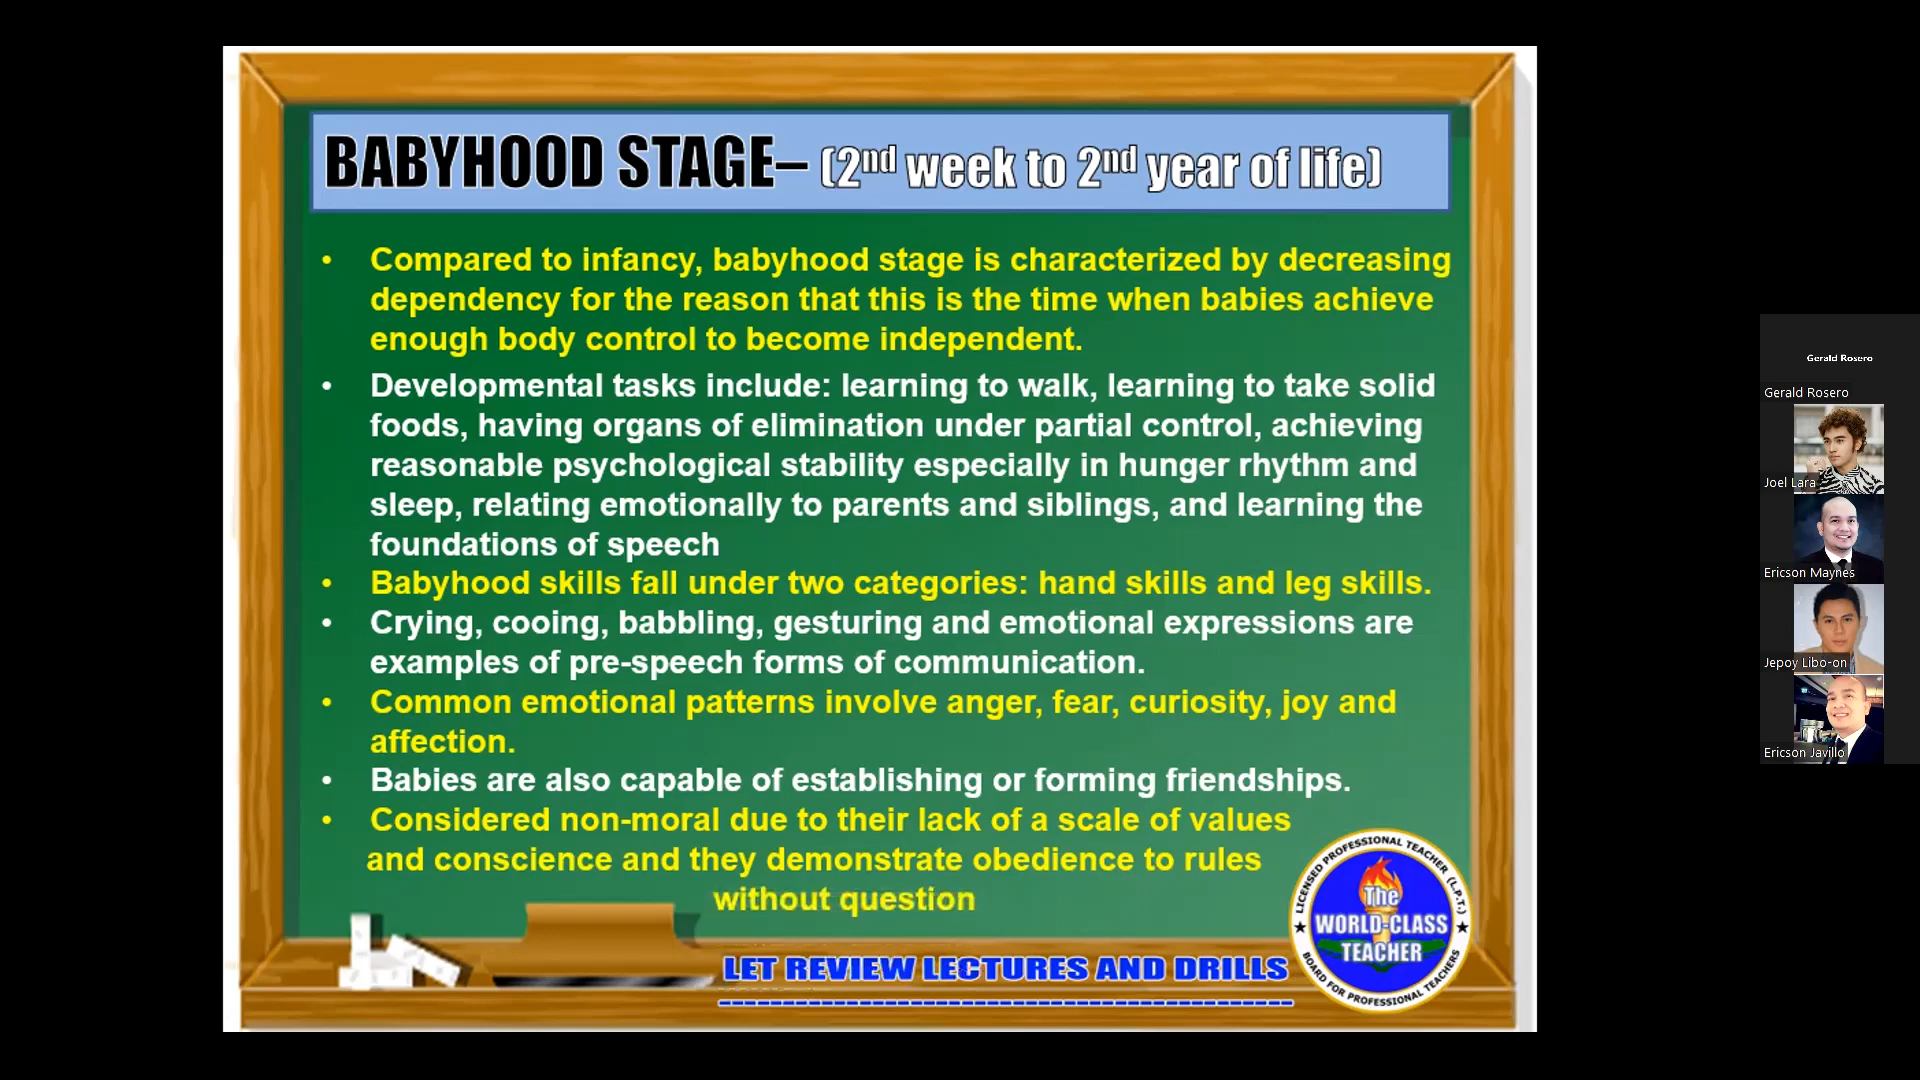 BABYHOOD STAGE– (2nd week to 2nd year of life)
• Compared to infancy, babyhood stage is characterized by decreasing
dependency for the reason that this is the time when babies achieve
enough body control to become independent.
• Developmental tasks include: learning to walk, learning to take solid
foods, having organs of elimination under partial control, achieving
reasonable psychological stability especially in hunger rhythm and
sleep, relating emotionally to parents and siblings, and learning the
foundations of speech
• Babyhood skills fall under two categories: hand skills and leg skills.
• Crying, cooing, babbling, gesturing and emotional expressions are
examples of pre-speech forms of communication.
• Common emotional patterns involve anger, fear, curiosity, joy and
affection.
• Babies are also capable of establishing or forming friendships.
• Considered non-moral due to their lack of a scale of values
and conscience and they demonstrate obedience to rules
without question
LET REVIEW LECTURES AND DRILLS
LICENSED PROFESSIONAL TEACHER (L.P.T.)
The
WORLD-CLASS
TEACHER
BOARD FOR PROFESSIONAL TEACHERS
Gerald Rosero
Gerald Rosero
Joel Lara
Ericson Maynes
Jepoy Libo-on
Ericson Javillo